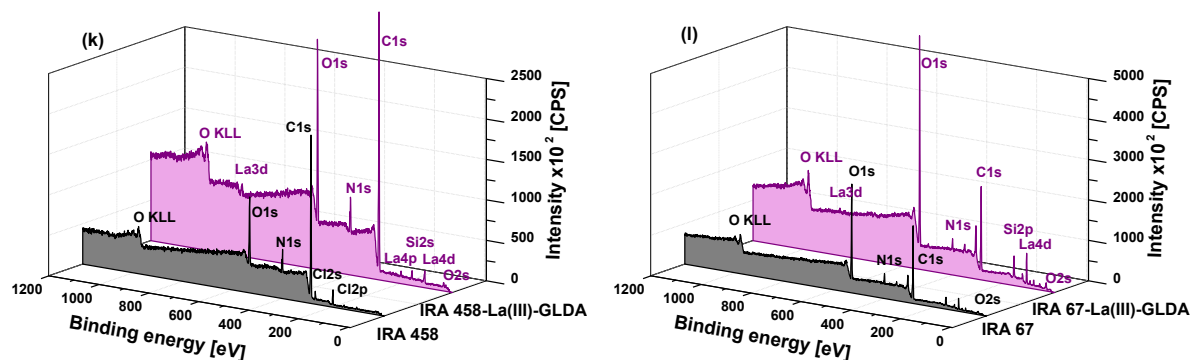 (k)
C1s
O1s
2500
2000
1500
1000
500
0
Intensity x10² [CPS]
O KLL
C1s
La3d
N1s
O1s
O KLL
N1s
Si2s
La4p
La4d
Cl2s
O2s
Cl2p
1200
1000
800
600
400
200
0
Binding energy [eV]
IRA 458-La(III)-GLDA
IRA 458
(l)
O1s
5000
4000
3000
2000
1000
0
Intensity x10² [CPS]
O KLL
O1s
C1s
La3d
N1s
O KLL
Si2p
La4d
N1s
C1s
O2s
O2s
1200
1000
800
600
400
200
0
Binding energy [eV]
IRA 67-La(III)-GLDA
IRA 67